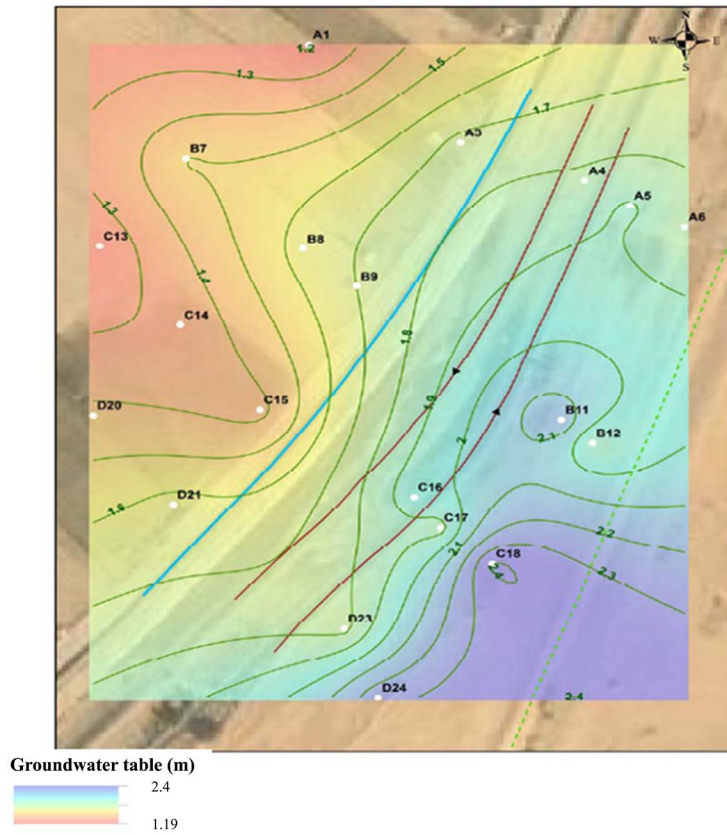 A1
N
W E
S
1.2
1.3
1.5
1.7
A3
B7
A4
A5
1.3
A6
C13
B8
B9
1.4
C14
1.8
1.9
C15
D20
B11
2.1
2
B12
C16
D21
1.6
C17
2.2
2.1
C18
2.4
2.3
D23
D24
2.4
Groundwater table (m)
2.4
1.19